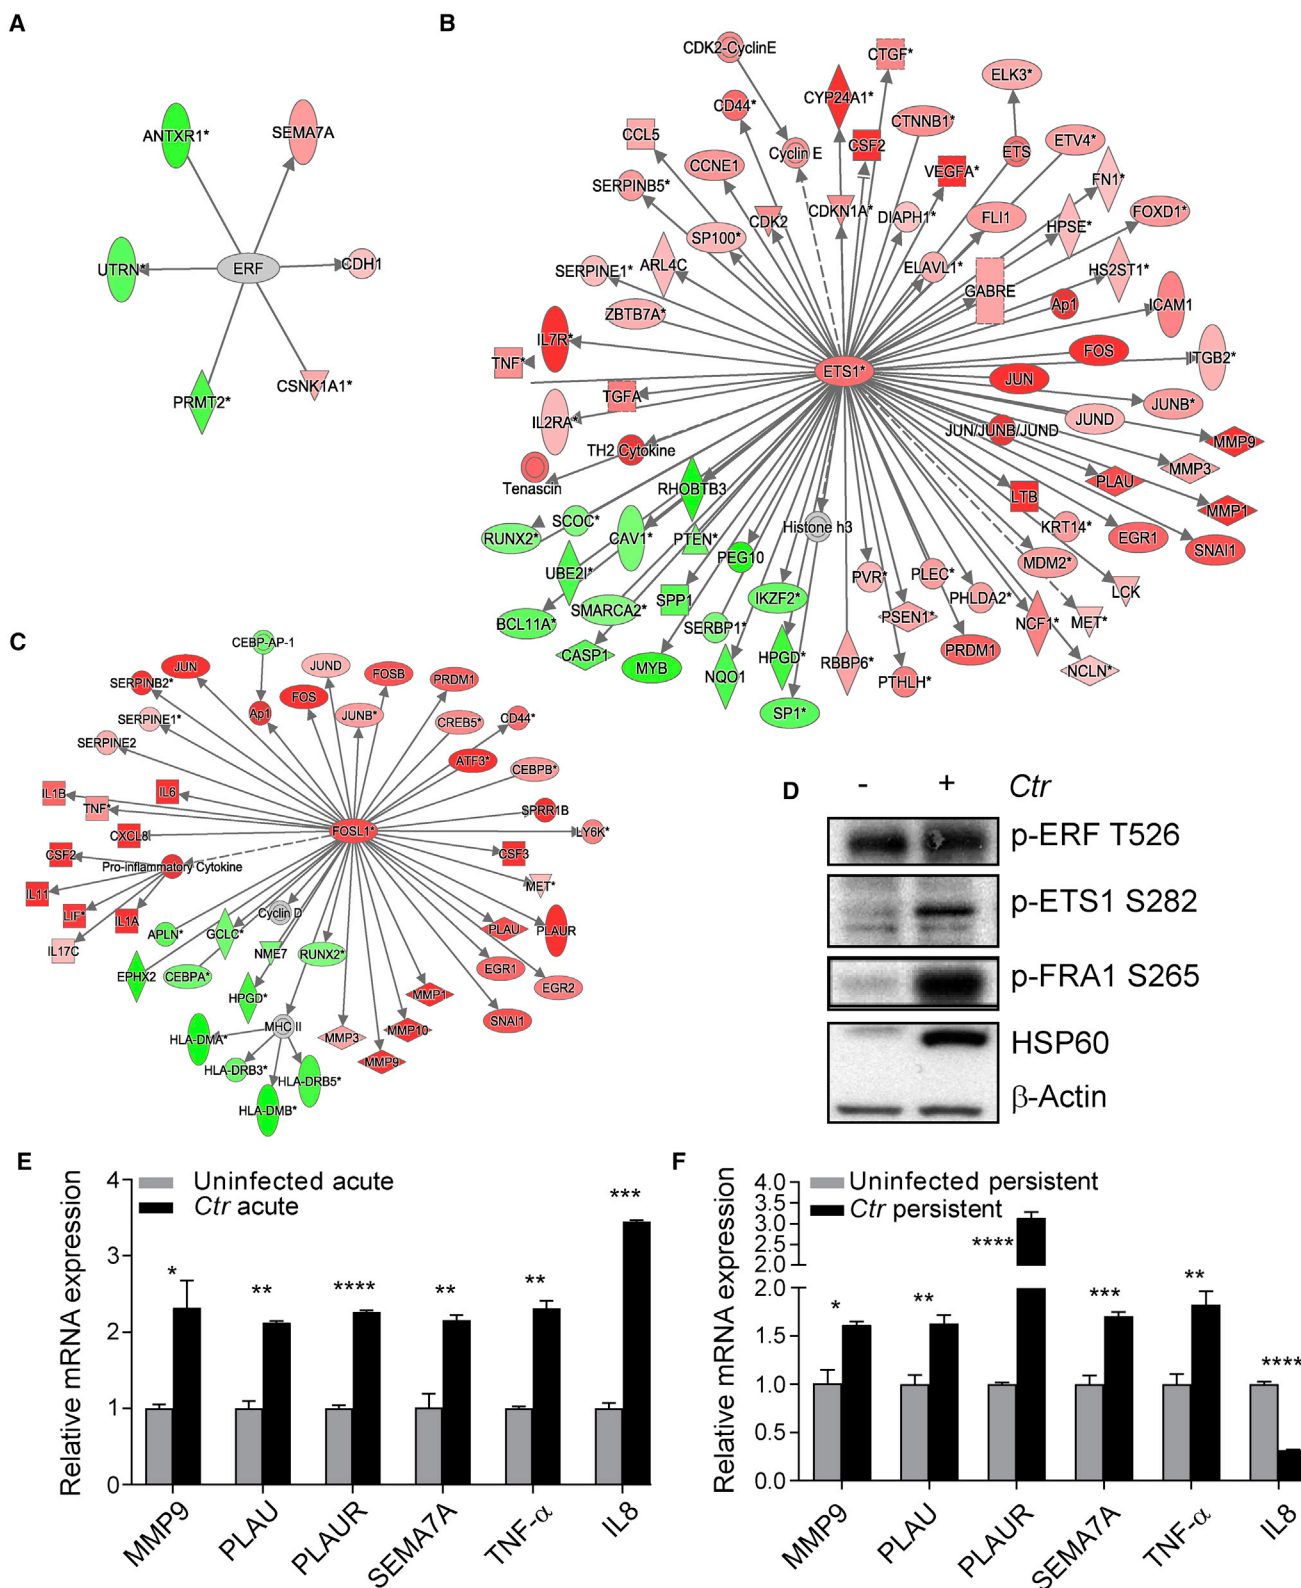 A
ANTXR1*
SEMA7A
UTRN*
ERF
CDH1
PRMT2*
CSNK1A1*
B
CDK2-CyclinE
CTGF*
ELK3*
CYP24A1*
CD44*
CTNNB1*
CCL5
Cyclin E
CSF2
ETS
ETV4*
CCNE1
VEGFA*
FN1*
SERPINB5*
CDK2
CDKN1A*
DIAPH1*
FLI1
HPSE*
FOXD1*
SP100*
SERPINE1*
ARL4C
ELAVL1*
HS2ST1*
GABRE
ZBTB7A*
Ap1
ICAM1
IL7R*
TNF*
ETS1*
FOS
ITGB2*
JUN
TGFA
JUNB*
IL2RA*
JUND
JUN/JUNB/JUND
MMP9
TH2 Cytokine
MMP3
Tenascin
RHOBTB3
PLAU
LTB
MMP1
SCOC*
Histone h3
KRT14*
RUNX2*
CAV1*
PTEN*
EGR1
SNAI1
PEG10
MDM2*
UBE2I*
PVR*
PLEC*
LCK
SPP1
IKZF2*
PHLDA2*
SMARCA2*
BCL11A*
SERBP1*
PSEN1*
NCF1*
MET*
CASP1
PRDM1
MYB
NQO1
HPGD*
RBBP6*
NCLN*
PTHLH*
SP1*
C
CEBP-AP-1
JUN
JUND
FOSB
SERPINB2*
PRDM1
FOS
Ap1
SERPINE1*
JUNB*
CREB5*
CD44*
SERPINE2
ATF3*
CEBPB*
IL1B
IL6
TNF*
SPRR1B
CXCL8
FOSL1*
LY6K*
CSF2
CSF3
Pro-inflammatory Cytokine
IL11
MET*
LIF*
IL1A
Cyclin D
IL17C
APLN*
GCLC*
PLAU
PLAUR
NME7
RUNX2*
EPHX2
CEBPA*
EGR1
EGR2
HPGD*
MMP1
MHC II
SNAI1
HLA-DMA*
MMP3
MMP10
MMP9
HLA-DRB3*
HLA-DRB5*
HLA-DMB*
D
- + Ctr
p-ERF T526
p-ETS1 S282
p-FRA1 S265
HSP60
β-Actin
E
Relative mRNA expression
Uninfected acute
Ctr acute
4
3
2
1
0
*
**
****
**
**
***
MMP9
PLAU
PLAUR
SEMA7A
TNF-α
IL8
F
Relative mRNA expression
Uninfected persistent
Ctr persistent
4.0
3.5
3.0
2.5
2.0
2.0
1.5
1.0
0.5
0.0
*
**
****
***
**
****
MMP9
PLAU
PLAUR
SEMA7A
TNF-α
IL8